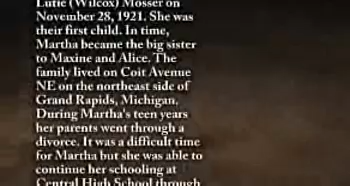 Lutie (Wilcox) Mosser on
November 28, 1921. She was
their first child. In time,
Martha became the big sister
to Maxine and Alice. The
family lived on Coit Avenue
NE on the northeast side of
Grand Rapids, Michigan.
During Martha's teen years
her parents went through a
divorce. It was a difficult time
for Martha but she was able to
continue her schooling at
Central High School through